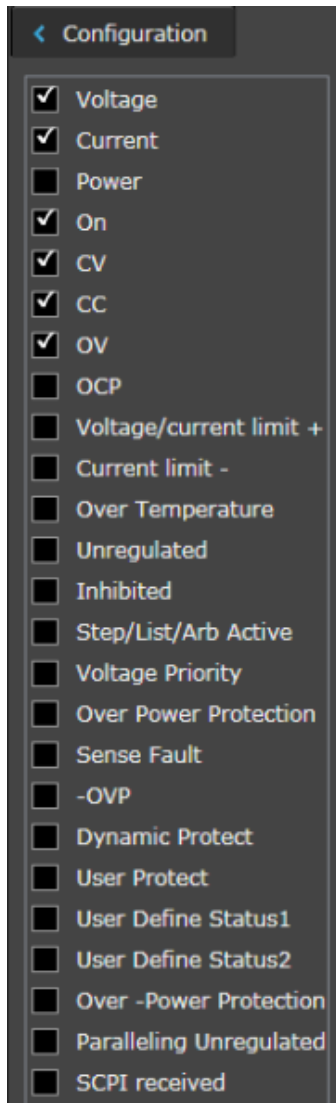 Configuration
Voltage
Current
Power
On
CV
CC
OV
OCP
Voltage/current limit +
Current limit -
Over Temperature
Unregulated
Inhibited
Step/List/Arb Active
Voltage Priority
Over Power Protection
Sense Fault
-OVP
Dynamic Protect
User Protect
User Define Status1
User Define Status2
Over -Power Protection
Paralleling Unregulated
SCPI received